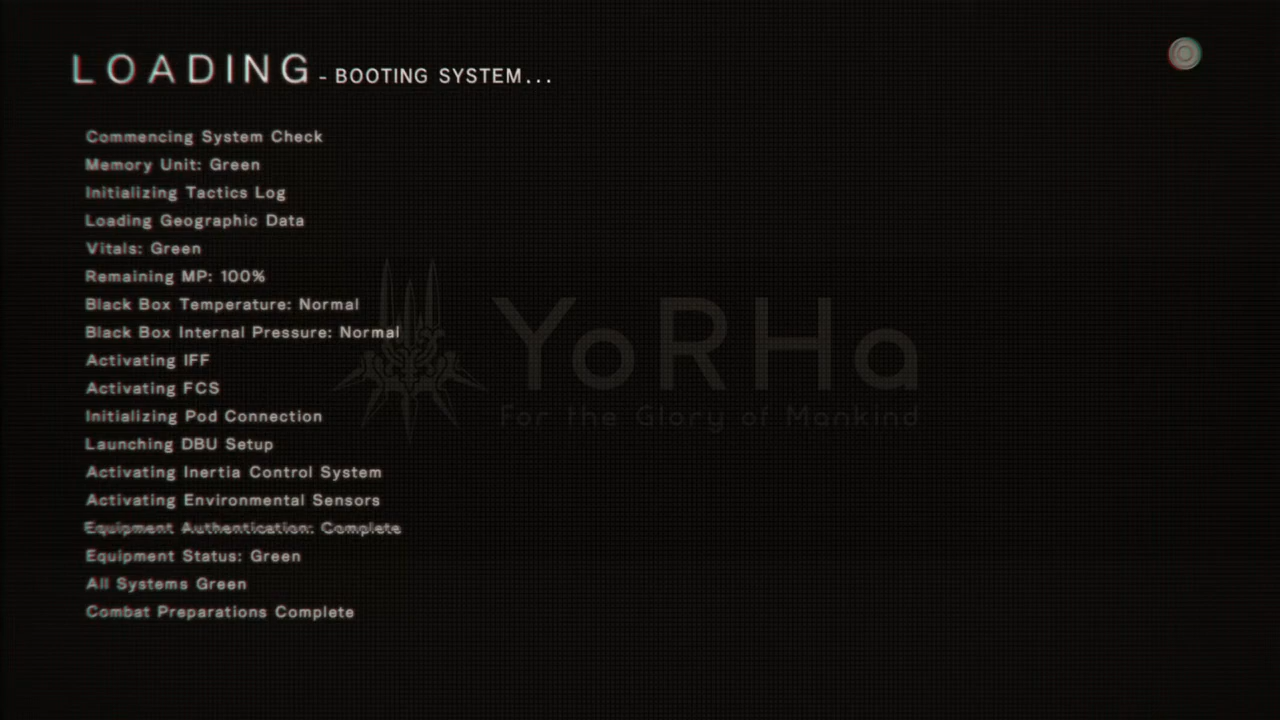 LOADING - BOOTING SYSTEM...
Commencing System Check
Memory Unit: Green
Initializing Tactics Log
Loading Geographic Data
Vitals: Green
Remaining MP: 100%
Black Box Temperature: Normal
Black Box Internal Pressure: Normal
Activating IFF
Activating FCS
Initializing Pod Connection
Launching DBU Setup
Activating Inertia Control System
Activating Environmental Sensors
Equipment Authentication: Complete
Equipment Status: Green
All Systems Green
Combat Preparations Complete
YoRHa
For the Glory of Mankind